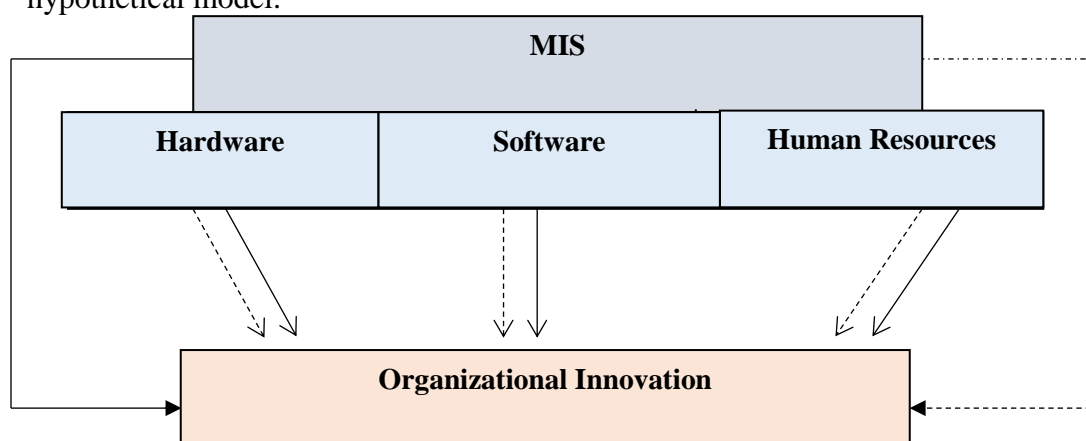 hypothetical model.
MIS
Hardware
Software
Human Resources
Organizational Innovation